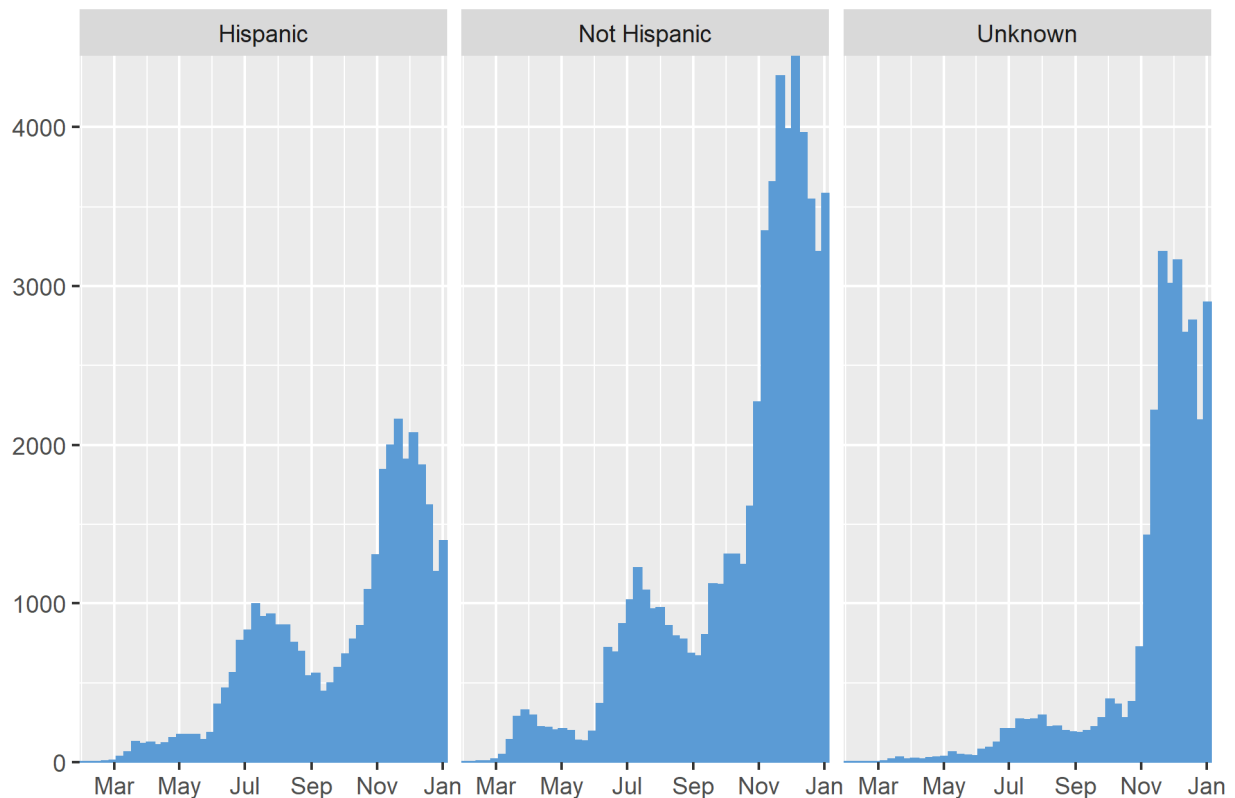 Hispanic Not Hispanic Unknown
4000
3000
2000
1000
0
Mar May Jul Sep Nov Jan Mar May Jul Sep Nov Jan Mar May Jul Sep Nov Jan